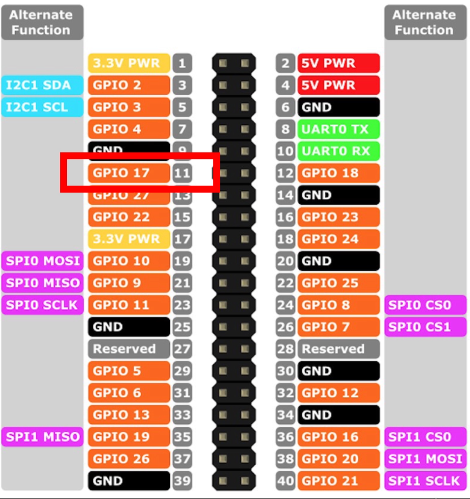 Alternate Function Alternate Function
3.3V PWR 1 2 5V PWR
I2C1 SDA GPIO 2 3 4 5V PWR
I2C1 SCL GPIO 3 5 6 GND
GPIO 4 7 8 UART0 TX
GND 9 10 UART0 RX
GPIO 17 11 12 GPIO 18
GPIO 27 13 14 GND
GPIO 22 15 16 GPIO 23
3.3V PWR 17 18 GPIO 24
SPI0 MOSI GPIO 10 19 20 GND
SPI0 MISO GPIO 9 21 22 GPIO 25
SPI0 SCLK GPIO 11 23 24 GPIO 8 SPI0 CS0
GND 25 26 GPIO 7 SPI0 CS1
Reserved 27 28 Reserved
GPIO 5 29 30 GND
GPIO 6 31 32 GPIO 12
GPIO 13 33 34 GND
SPI1 MISO GPIO 19 35 36 GPIO 16 SPI1 CS0
GPIO 26 37 38 GPIO 20 SPI1 MOSI
GND 39 40 GPIO 21 SPI1 SCLK